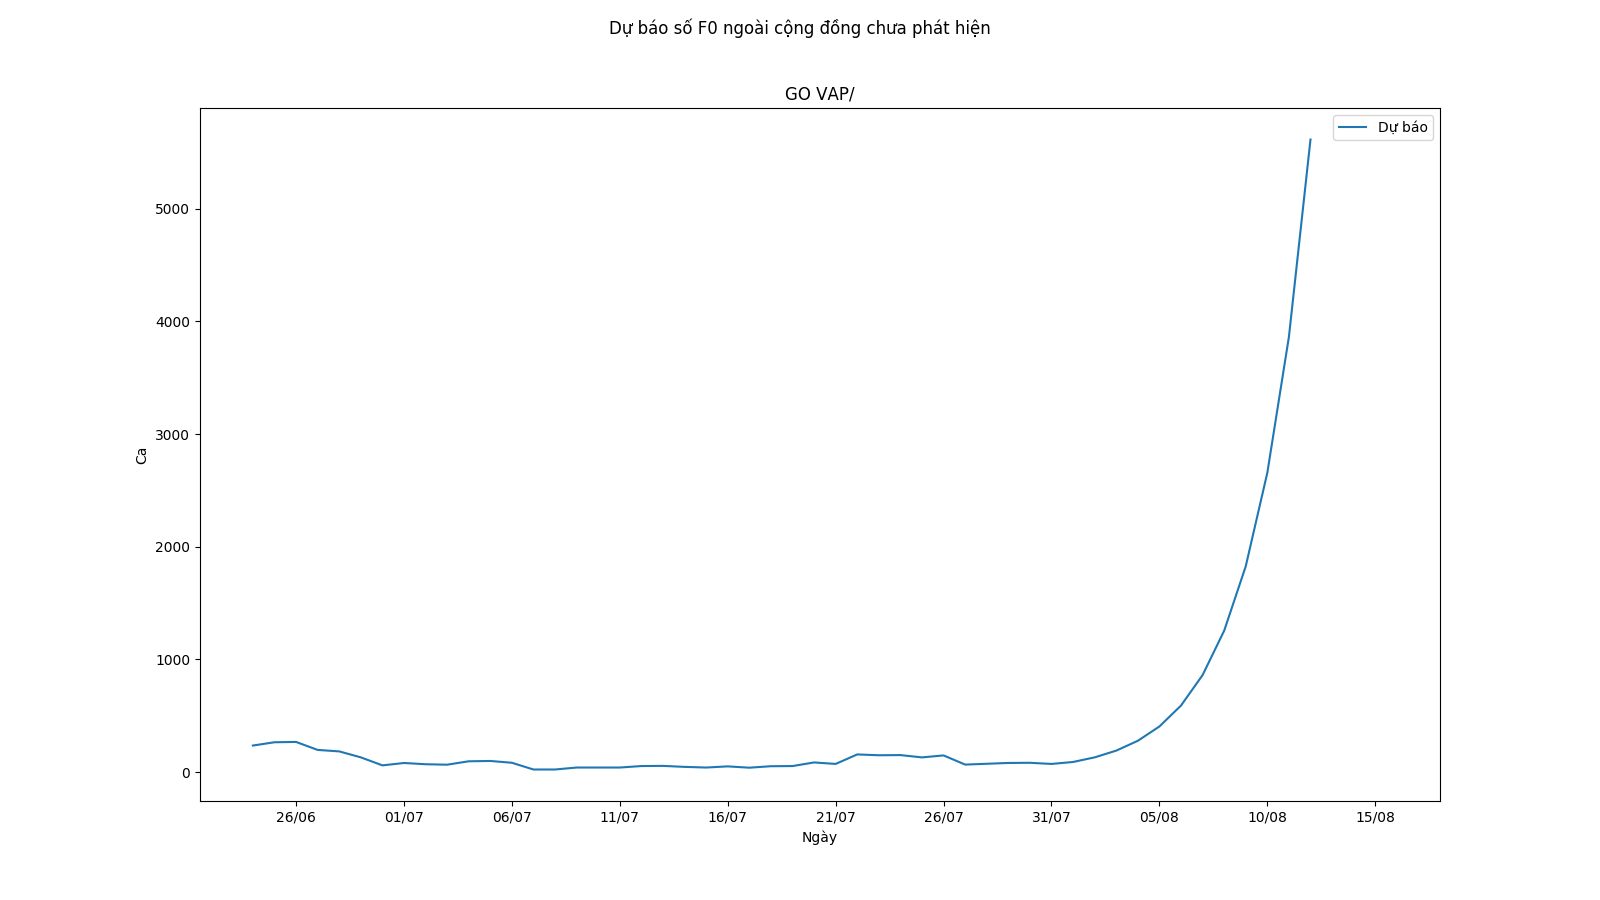 Dự báo số F0 ngoài cộng đồng chưa phát hiện
GO VAP/
Dự báo
5000
4000
3000
2000
1000
0
Ca
26/06 01/07 06/07 11/07 16/07 21/07 26/07 31/07 05/08 10/08 15/08
Ngày